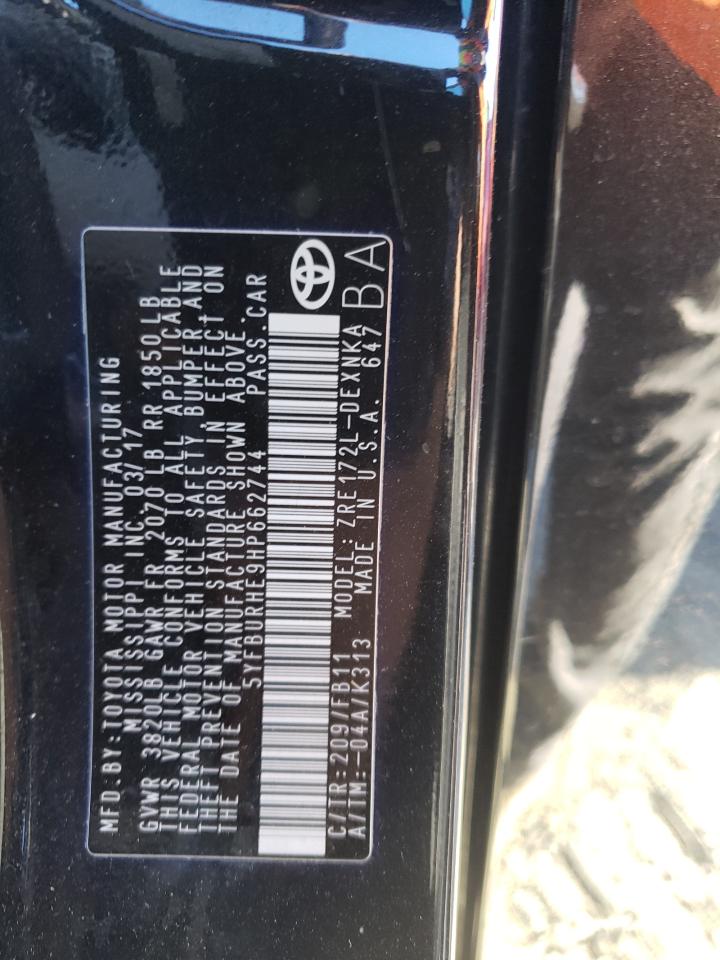 MFD.BY:TOYOTA MOTOR MANUFACTURING
MISSISSIPPI INC. 03/17
GVWR 3820LB GAWR FR 2070 LB RR 1850LB
THIS VEHICLE CONFORMS TO ALL APPLICABLE
FEDERAL MOTOR VEHICLE SAFETY, BUMPER AND
THEFT PREVENTION STANDARDS IN EFFECT ON
THE DATE OF MANUFACTURE SHOWN ABOVE.
5YFBURHE9HP662744 PASS.CAR
C/TR:209/FB11 MODEL:ZRE172L-DEXNKA
A/TM:-04A/K313 MADE IN U.S.A. 647
BA